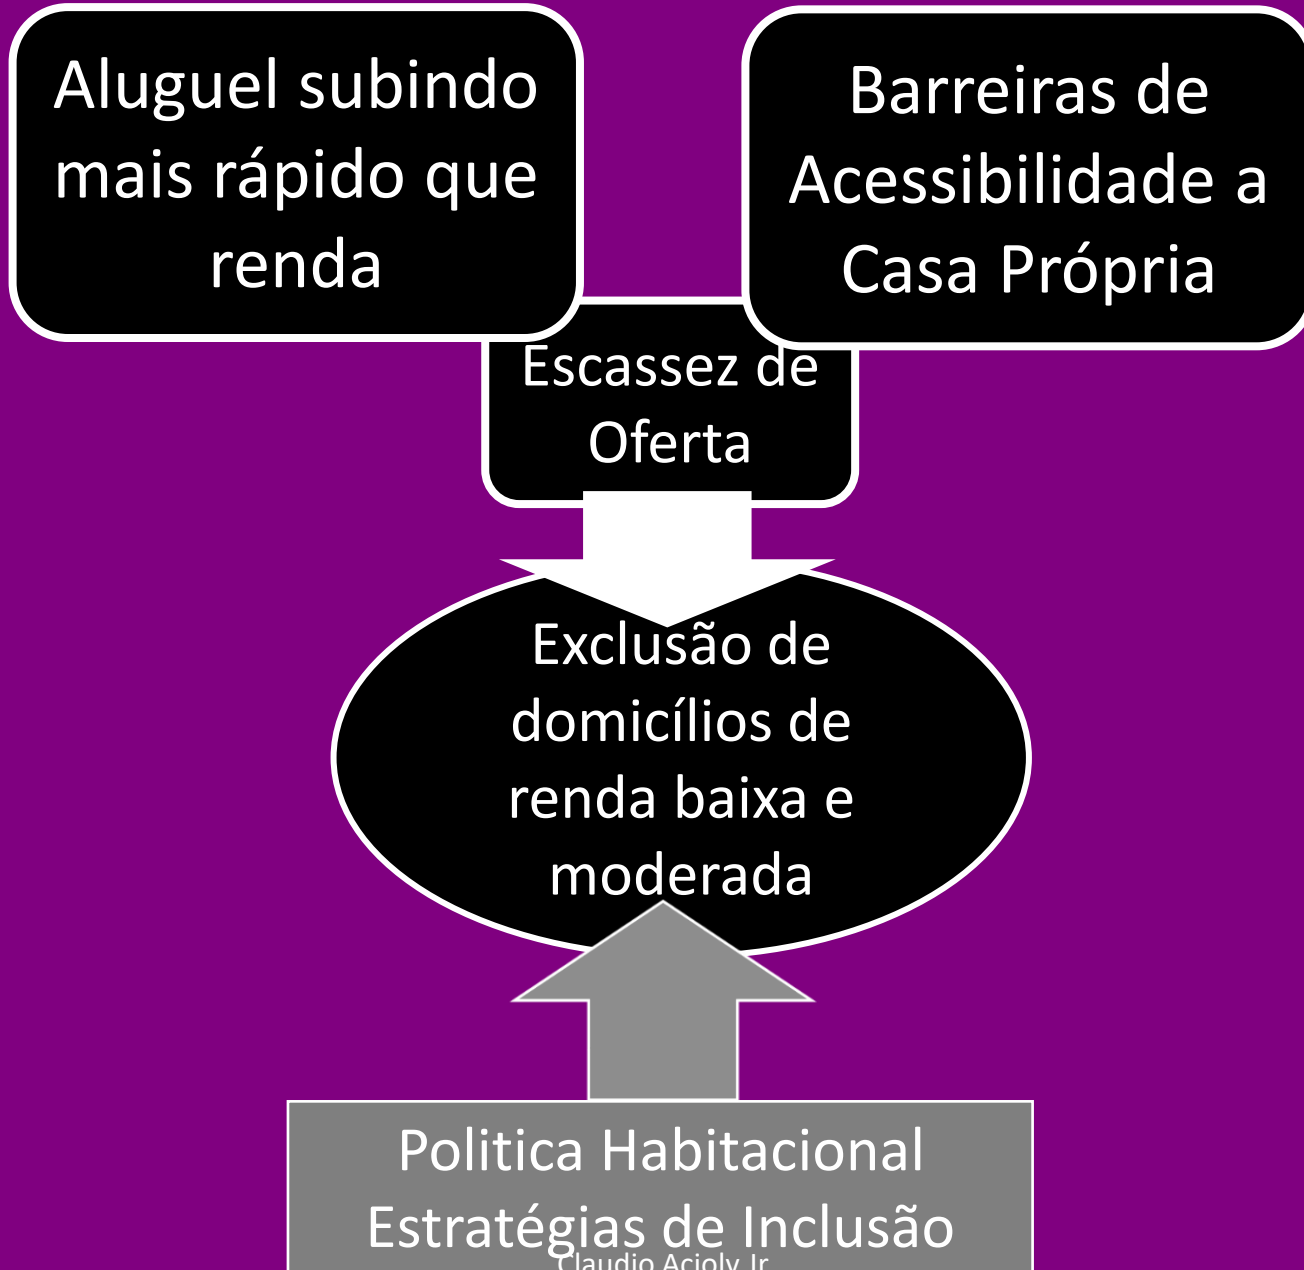 Aluguel subindo
mais rápido que
renda
Barreiras de
Acessibilidade a
Casa Própria
Escassez de
Oferta
Exclusão de
domicílios de
renda baixa e
moderada
Politica Habitacional
Estratégias de Inclusão
Claudio Acioly Jr